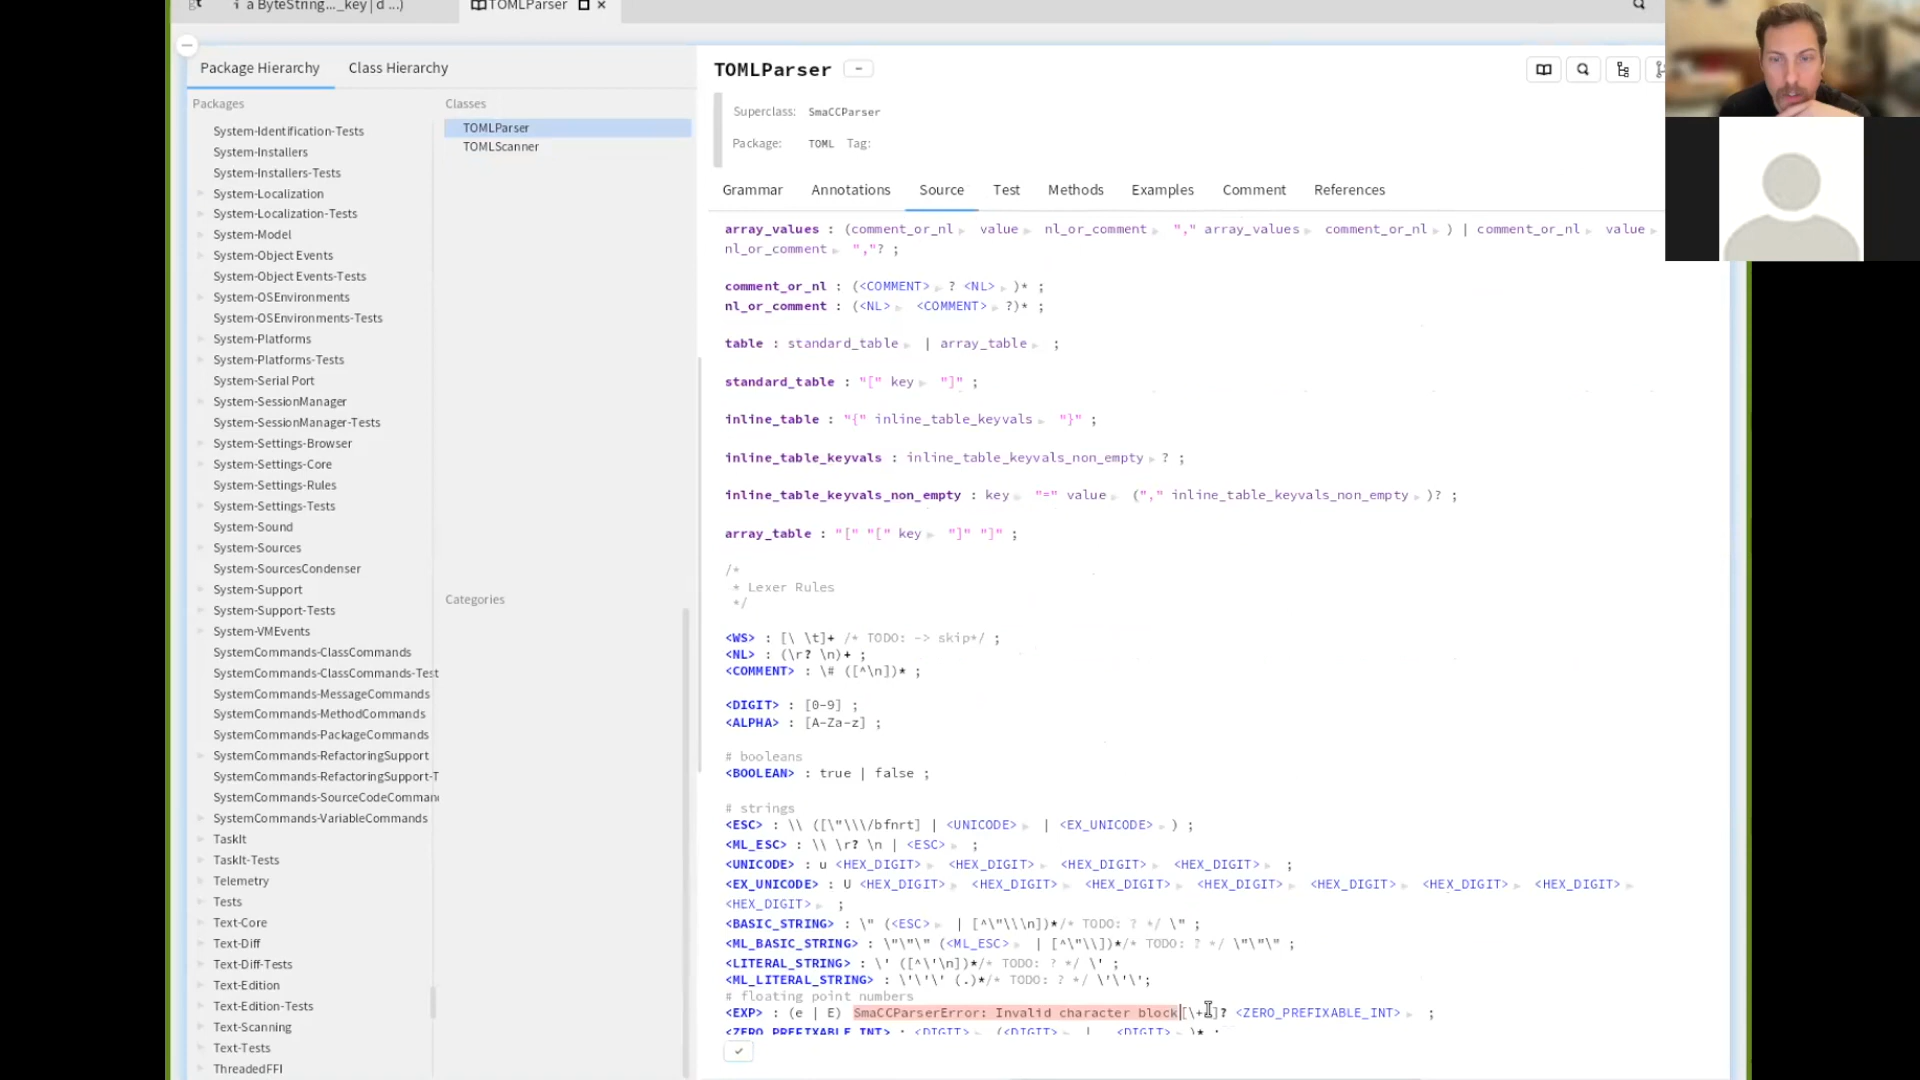 gt
i a ByteString..._key | d ...)
TOMLParser
Package Hierarchy
Class Hierarchy
Packages
Classes
System-Identification-Tests
System-Installers
System-Installers-Tests
System-Localization
System-Localization-Tests
System-Model
System-Object Events
System-Object Events-Tests
System-OSEnvironments
System-OSEnvironments-Tests
System-Platforms
System-Platforms-Tests
System-Serial Port
System-SessionManager
System-SessionManager-Tests
System-Settings-Browser
System-Settings-Core
System-Settings-Rules
System-Settings-Tests
System-Sound
System-Sources
System-SourcesCondenser
System-Support
System-Support-Tests
System-VMEvents
SystemCommands-ClassCommands
SystemCommands-ClassCommands-Test
SystemCommands-MessageCommands
SystemCommands-MethodCommands
SystemCommands-PackageCommands
SystemCommands-RefactoringSupport
SystemCommands-RefactoringSupport-T
SystemCommands-SourceCodeComman
SystemCommands-VariableCommands
TaskIt
TaskIt-Tests
Telemetry
Tests
Text-Core
Text-Diff
Text-Diff-Tests
Text-Edition
Text-Edition-Tests
Text-Scanning
Text-Tests
ThreadedFFI
TOMLParser
TOMLScanner
Categories
TOMLParser
Superclass: SmaCCParser
Package: TOML Tag:
Grammar Annotations Source Test Methods Examples Comment References
array_values : (comment_or_nl value nl_or_comment "," array_values comment_or_nl ) | comment_or_nl value
nl_or_comment ","? ;
comment_or_nl : (<COMMENT> ? <NL> )* ;
nl_or_comment : (<NL> <COMMENT> ?)* ;
table : standard_table | array_table ;
standard_table : "[" key "]" ;
inline_table : "{" inline_table_keyvals "}" ;
inline_table_keyvals : inline_table_keyvals_non_empty ? ;
inline_table_keyvals_non_empty : key "=" value ("," inline_table_keyvals_non_empty )? ;
array_table : "[" "[" key "]" "]" ;
/*
* Lexer Rules
*/
<WS> : [\ \t]+ /* TODO: -> skip*/ ;
<NL> : (\r? \n)+ ;
<COMMENT> : \# ([^\n])* ;
<DIGIT> : [0-9] ;
<ALPHA> : [A-Za-z] ;
# booleans
<BOOLEAN> : true | false ;
# strings
<ESC> : \\ ([\"\\\/bfnrt] | <UNICODE> | <EX_UNICODE> ) ;
<ML_ESC> : \\ \r? \n | <ESC> ;
<UNICODE> : u <HEX_DIGIT> <HEX_DIGIT> <HEX_DIGIT> <HEX_DIGIT> ;
<EX_UNICODE> : U <HEX_DIGIT> <HEX_DIGIT> <HEX_DIGIT> <HEX_DIGIT> <HEX_DIGIT> <HEX_DIGIT> <HEX_DIGIT>
<HEX_DIGIT> ;
<BASIC_STRING> : \" (<ESC> | [^\"\\\n])*/* TODO: ? */ \" ;
<ML_BASIC_STRING> : \"\"\" (<ML_ESC> | [^\"\\])*/* TODO: ? */ \"\"\" ;
<LITERAL_STRING> : \' ([^\'\n])*/* TODO: ? */ \' ;
<ML_LITERAL_STRING> : \'\'\' (.)*/* TODO: ? */ \'\'\';
# floating point numbers
<EXP> : (e | E) SmaCCParserError: Invalid character block [\+ ]? <ZERO_PREFIXABLE_INT> ;
<ZERO_PREFIXABLE_INT> : <DIGIT> (<DIGIT> | <DIGIT> )* ;